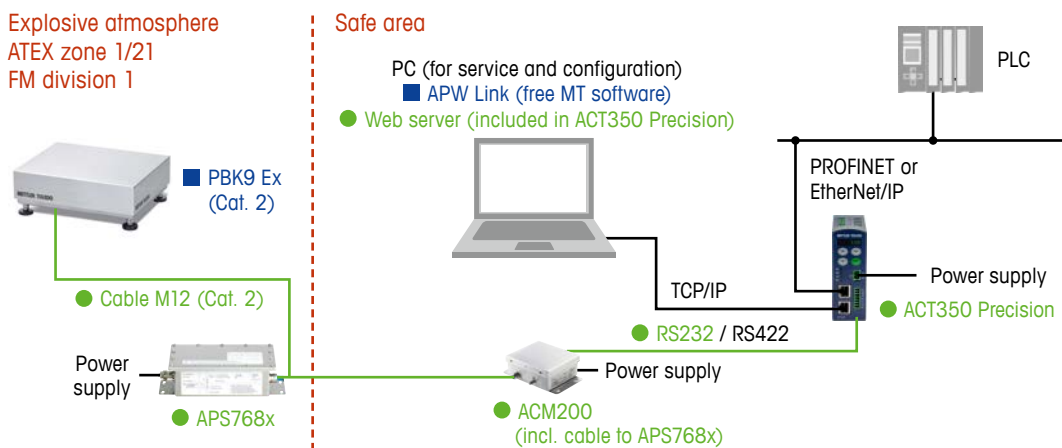 Explosive atmosphere
ATEX zone 1/21
FM division 1
Safe area
PC (for service and configuration)
APW Link (free MT software)
Web server (included in ACT350 Precision)
PLC
PBK9 Ex
(Cat. 2)
PROFINET or
EtherNet/IP
METTLER TOLEDO
Cable M12 (Cat. 2)
TCP/IP
Power supply
ACT350 Precision
RS232 / RS422
Power
supply
Power supply
APS768x
ACM200
(incl. cable to APS768x)